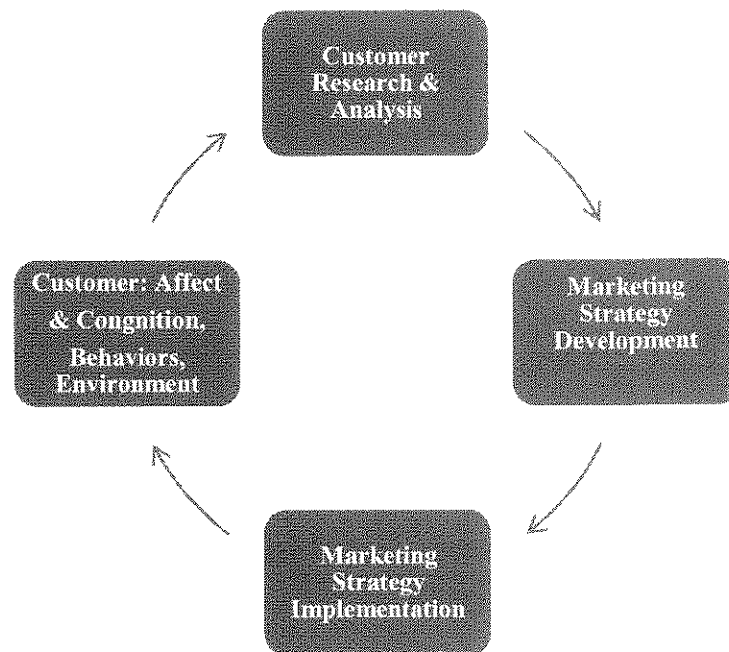 Customer
Research &
Analysis
Marketing
Strategy
Development
Marketing
Strategy
Implementation
Customer: Affect
& Congnition,
Behaviors,
Environment